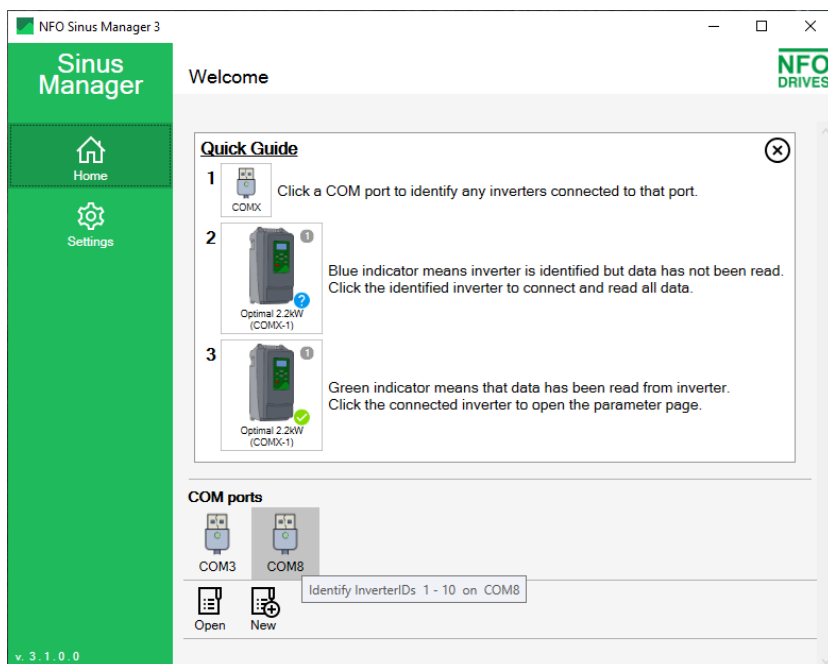 NFO Sinus Manager 3
Sinus
Manager
Welcome
NFO
DRIVES
Home
Settings
Quick Guide
1
COMX
Click a COM port to identify any inverters connected to that port.
2
1
?
Optimal 2.2kW
(COMX-1)
Blue indicator means inverter is identified but data has not been read.
Click the identified inverter to connect and read all data.
3
1
Optimal 2.2kW
(COMX-1)
Green indicator means that data has been read from inverter.
Click the connected inverter to open the parameter page.
COM ports
COM3
COM8
Identify InverterIDs 1 - 10 on COM8
Open
New
v. 3.1.0.0